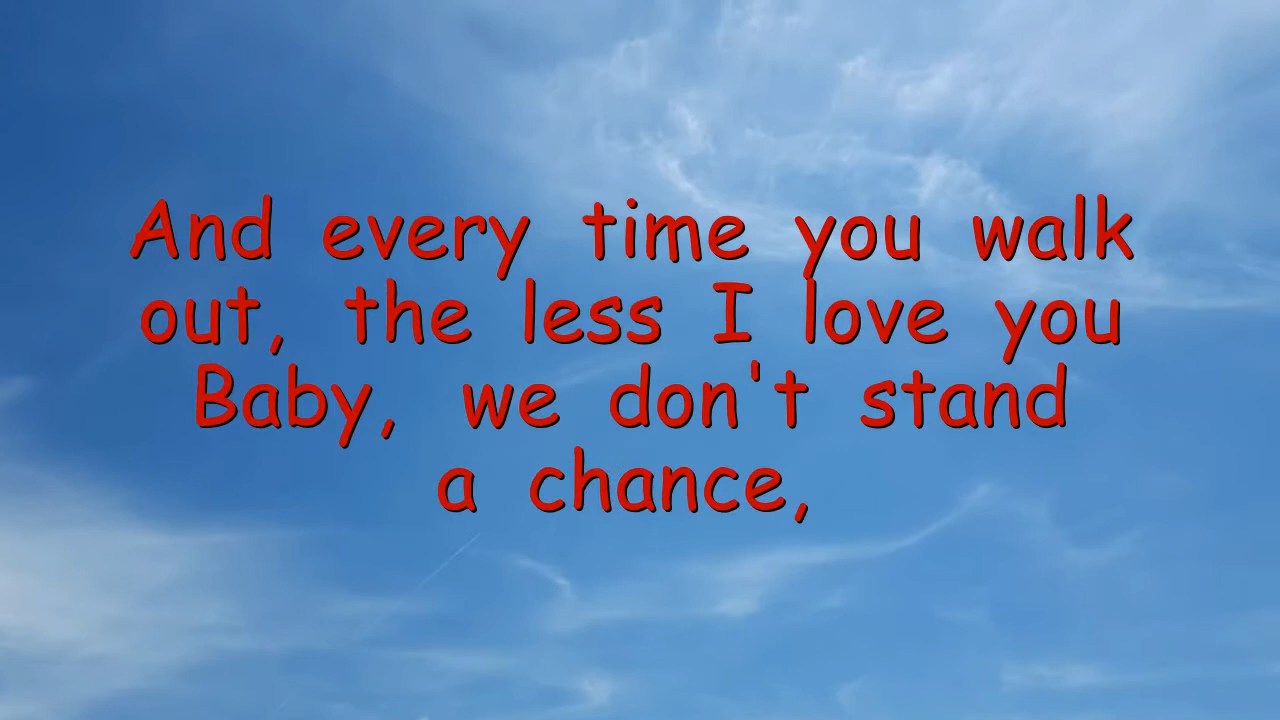 And every time you walk
out, the less I love you
Baby, we don't stand
a chance,